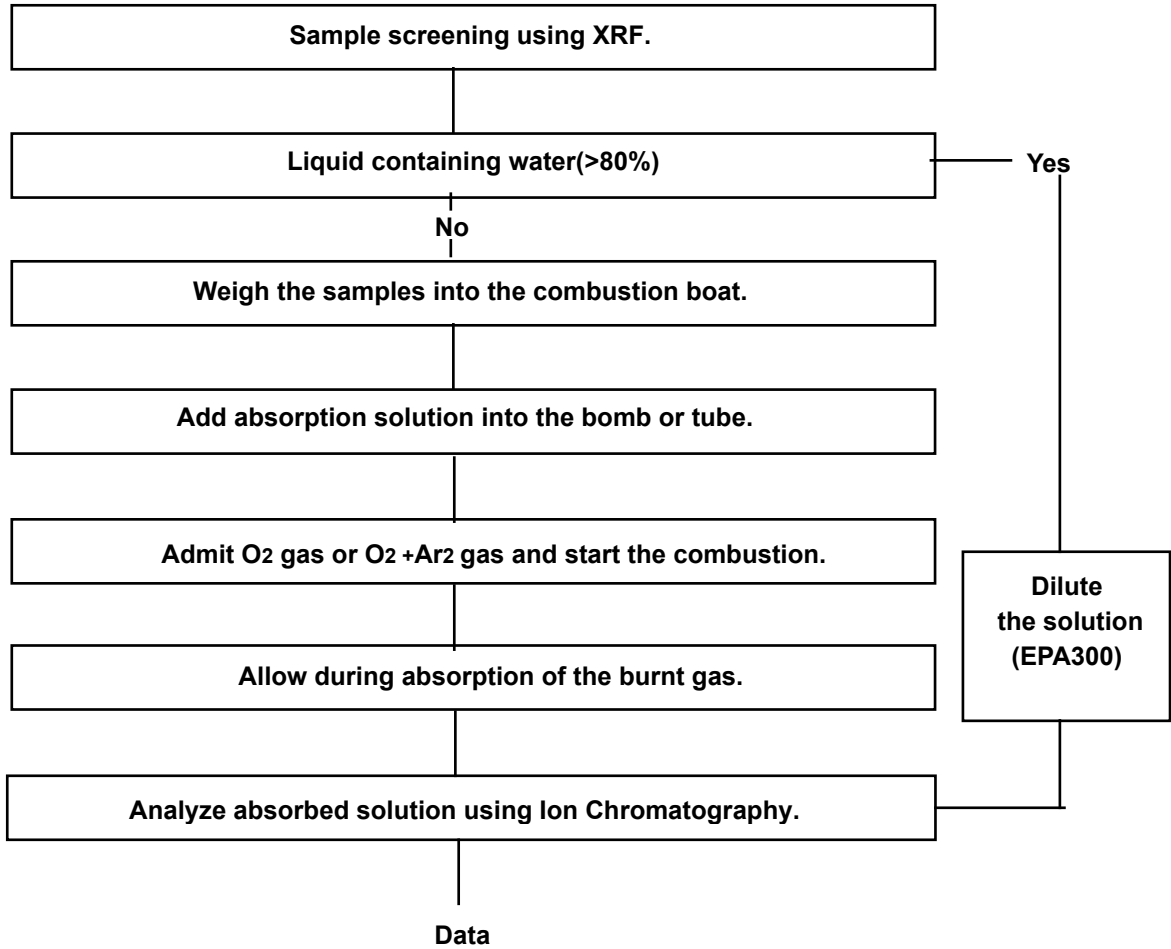 Sample screening using XRF.
Liquid containing water(>80%)
Yes
No
Weigh the samples into the combustion boat.
Add absorption solution into the bomb or tube.
Admit O2 gas or O2 +Ar2 gas and start the combustion.
Dilute
the solution
(EPA300)
Allow during absorption of the burnt gas.
Analyze absorbed solution using Ion Chromatography.
Data